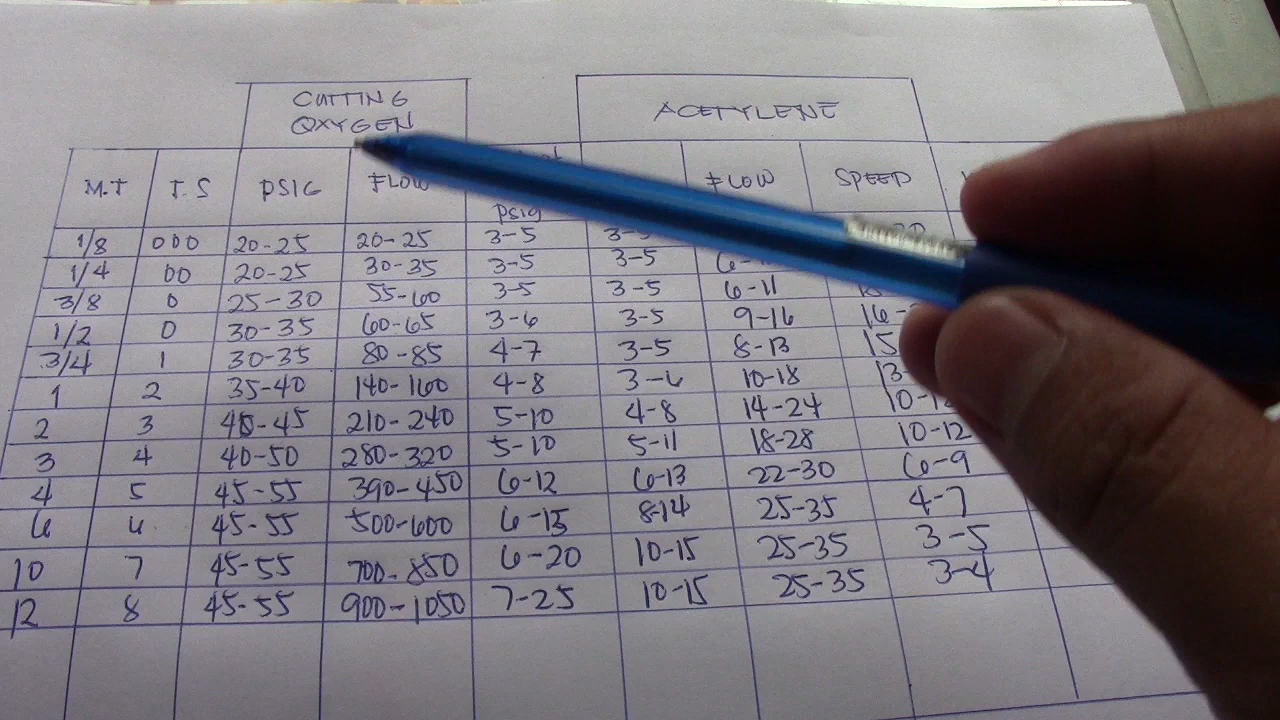 CUTTING ACETYLENE
OXYGEN
M.T T.S PSIG FLOW PSIG FLOW SPEED
1/8 000 20-25 20-25 3-5
1/4 00 20-25 30-35 3-5 3-5
3/8 0 25-30 55-60 3-5 3-5 6-11
1/2 0 30-35 60-65 3-6 3-5 9-16
3/4 1 30-35 80-85 4-7 3-5 8-13
1 2 35-40 140-160 4-8 3-6 10-18
2 3 40-45 210-240 5-10 4-8 14-24
3 4 40-50 280-320 5-10 5-11 18-28 10-12
4 5 45-55 390-450 6-12 6-13 22-30 6-9
6 6 45-55 500-600 6-15 8-14 25-35 4-7
10 7 45-55 700-850 6-20 10-15 25-35 3-5
12 8 45-55 900-1050 7-25 10-15 25-35 3-4